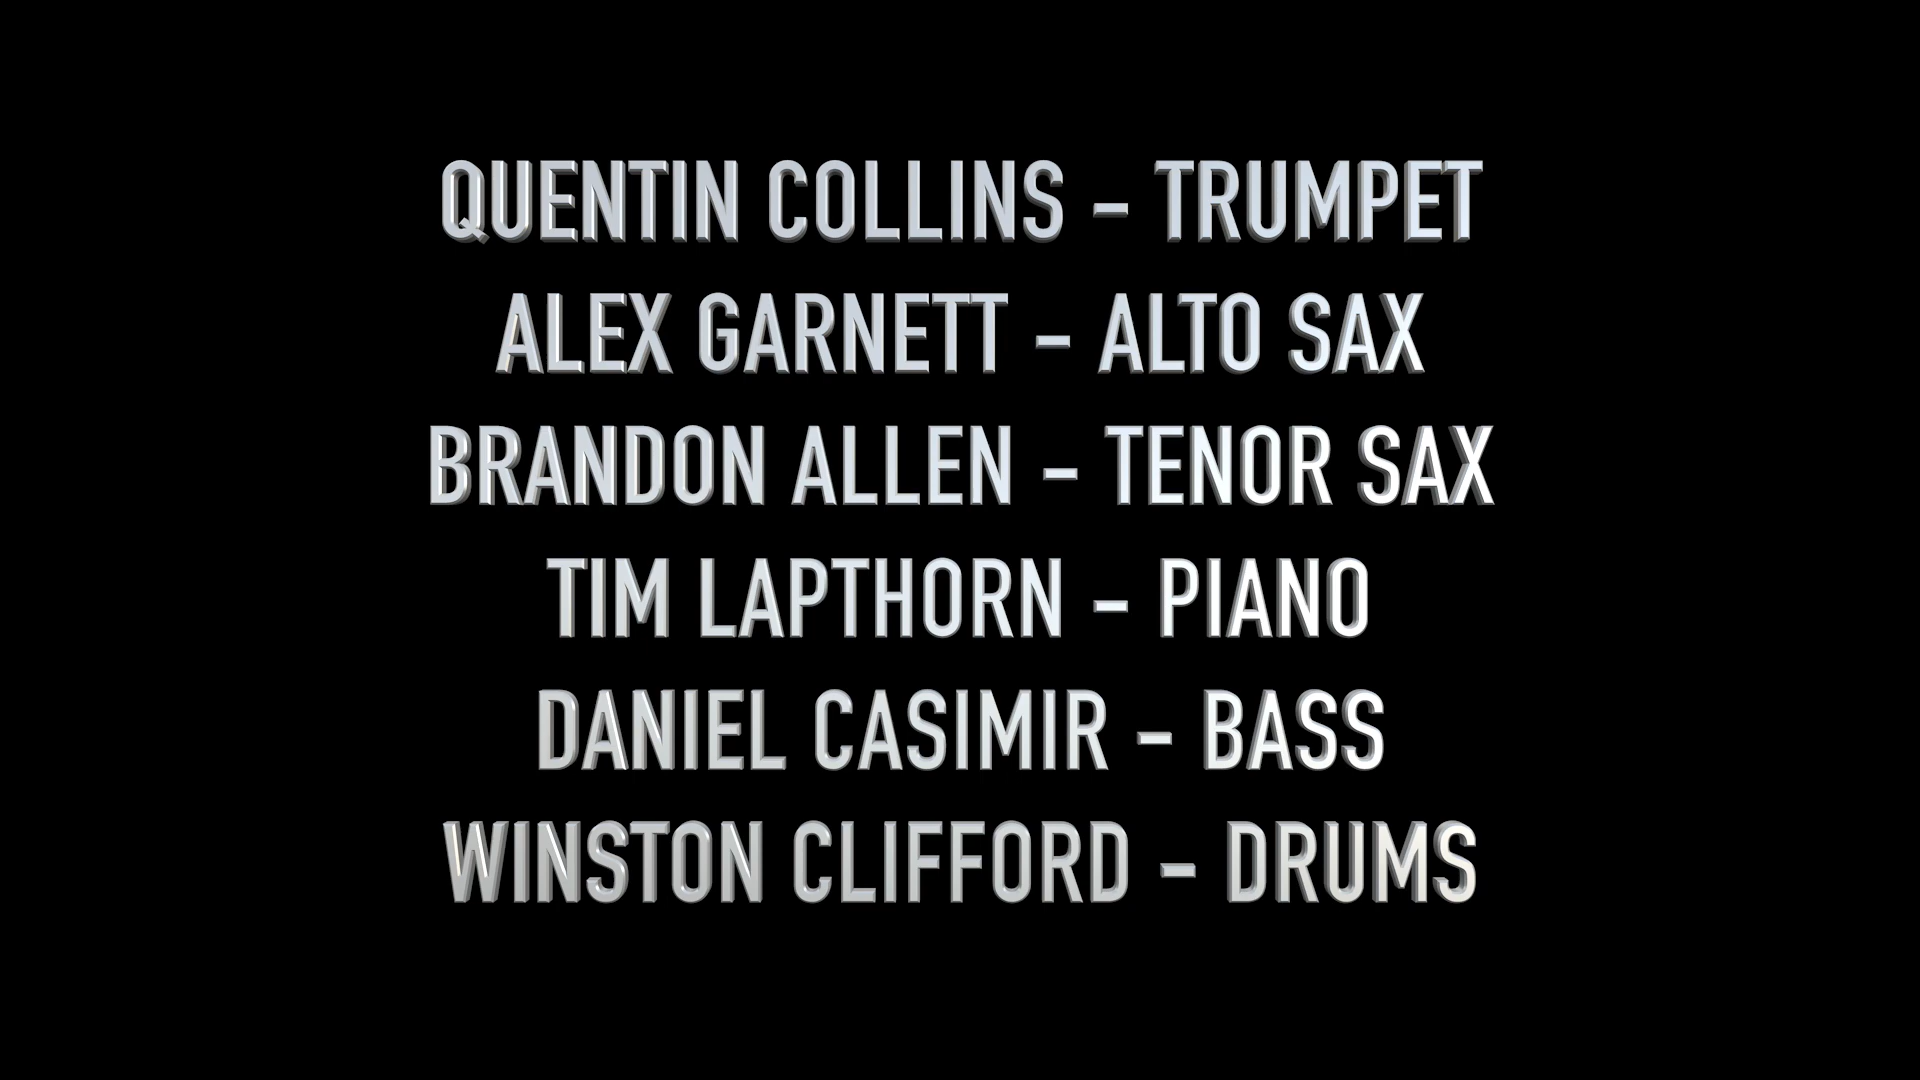 QUENTIN COLLINS - TRUMPET
ALEX GARNETT - ALTO SAX
BRANDON ALLEN - TENOR SAX
TIM LAPTHORN - PIANO
DANIEL CASIMIR - BASS
WINSTON CLIFFORD - DRUMS